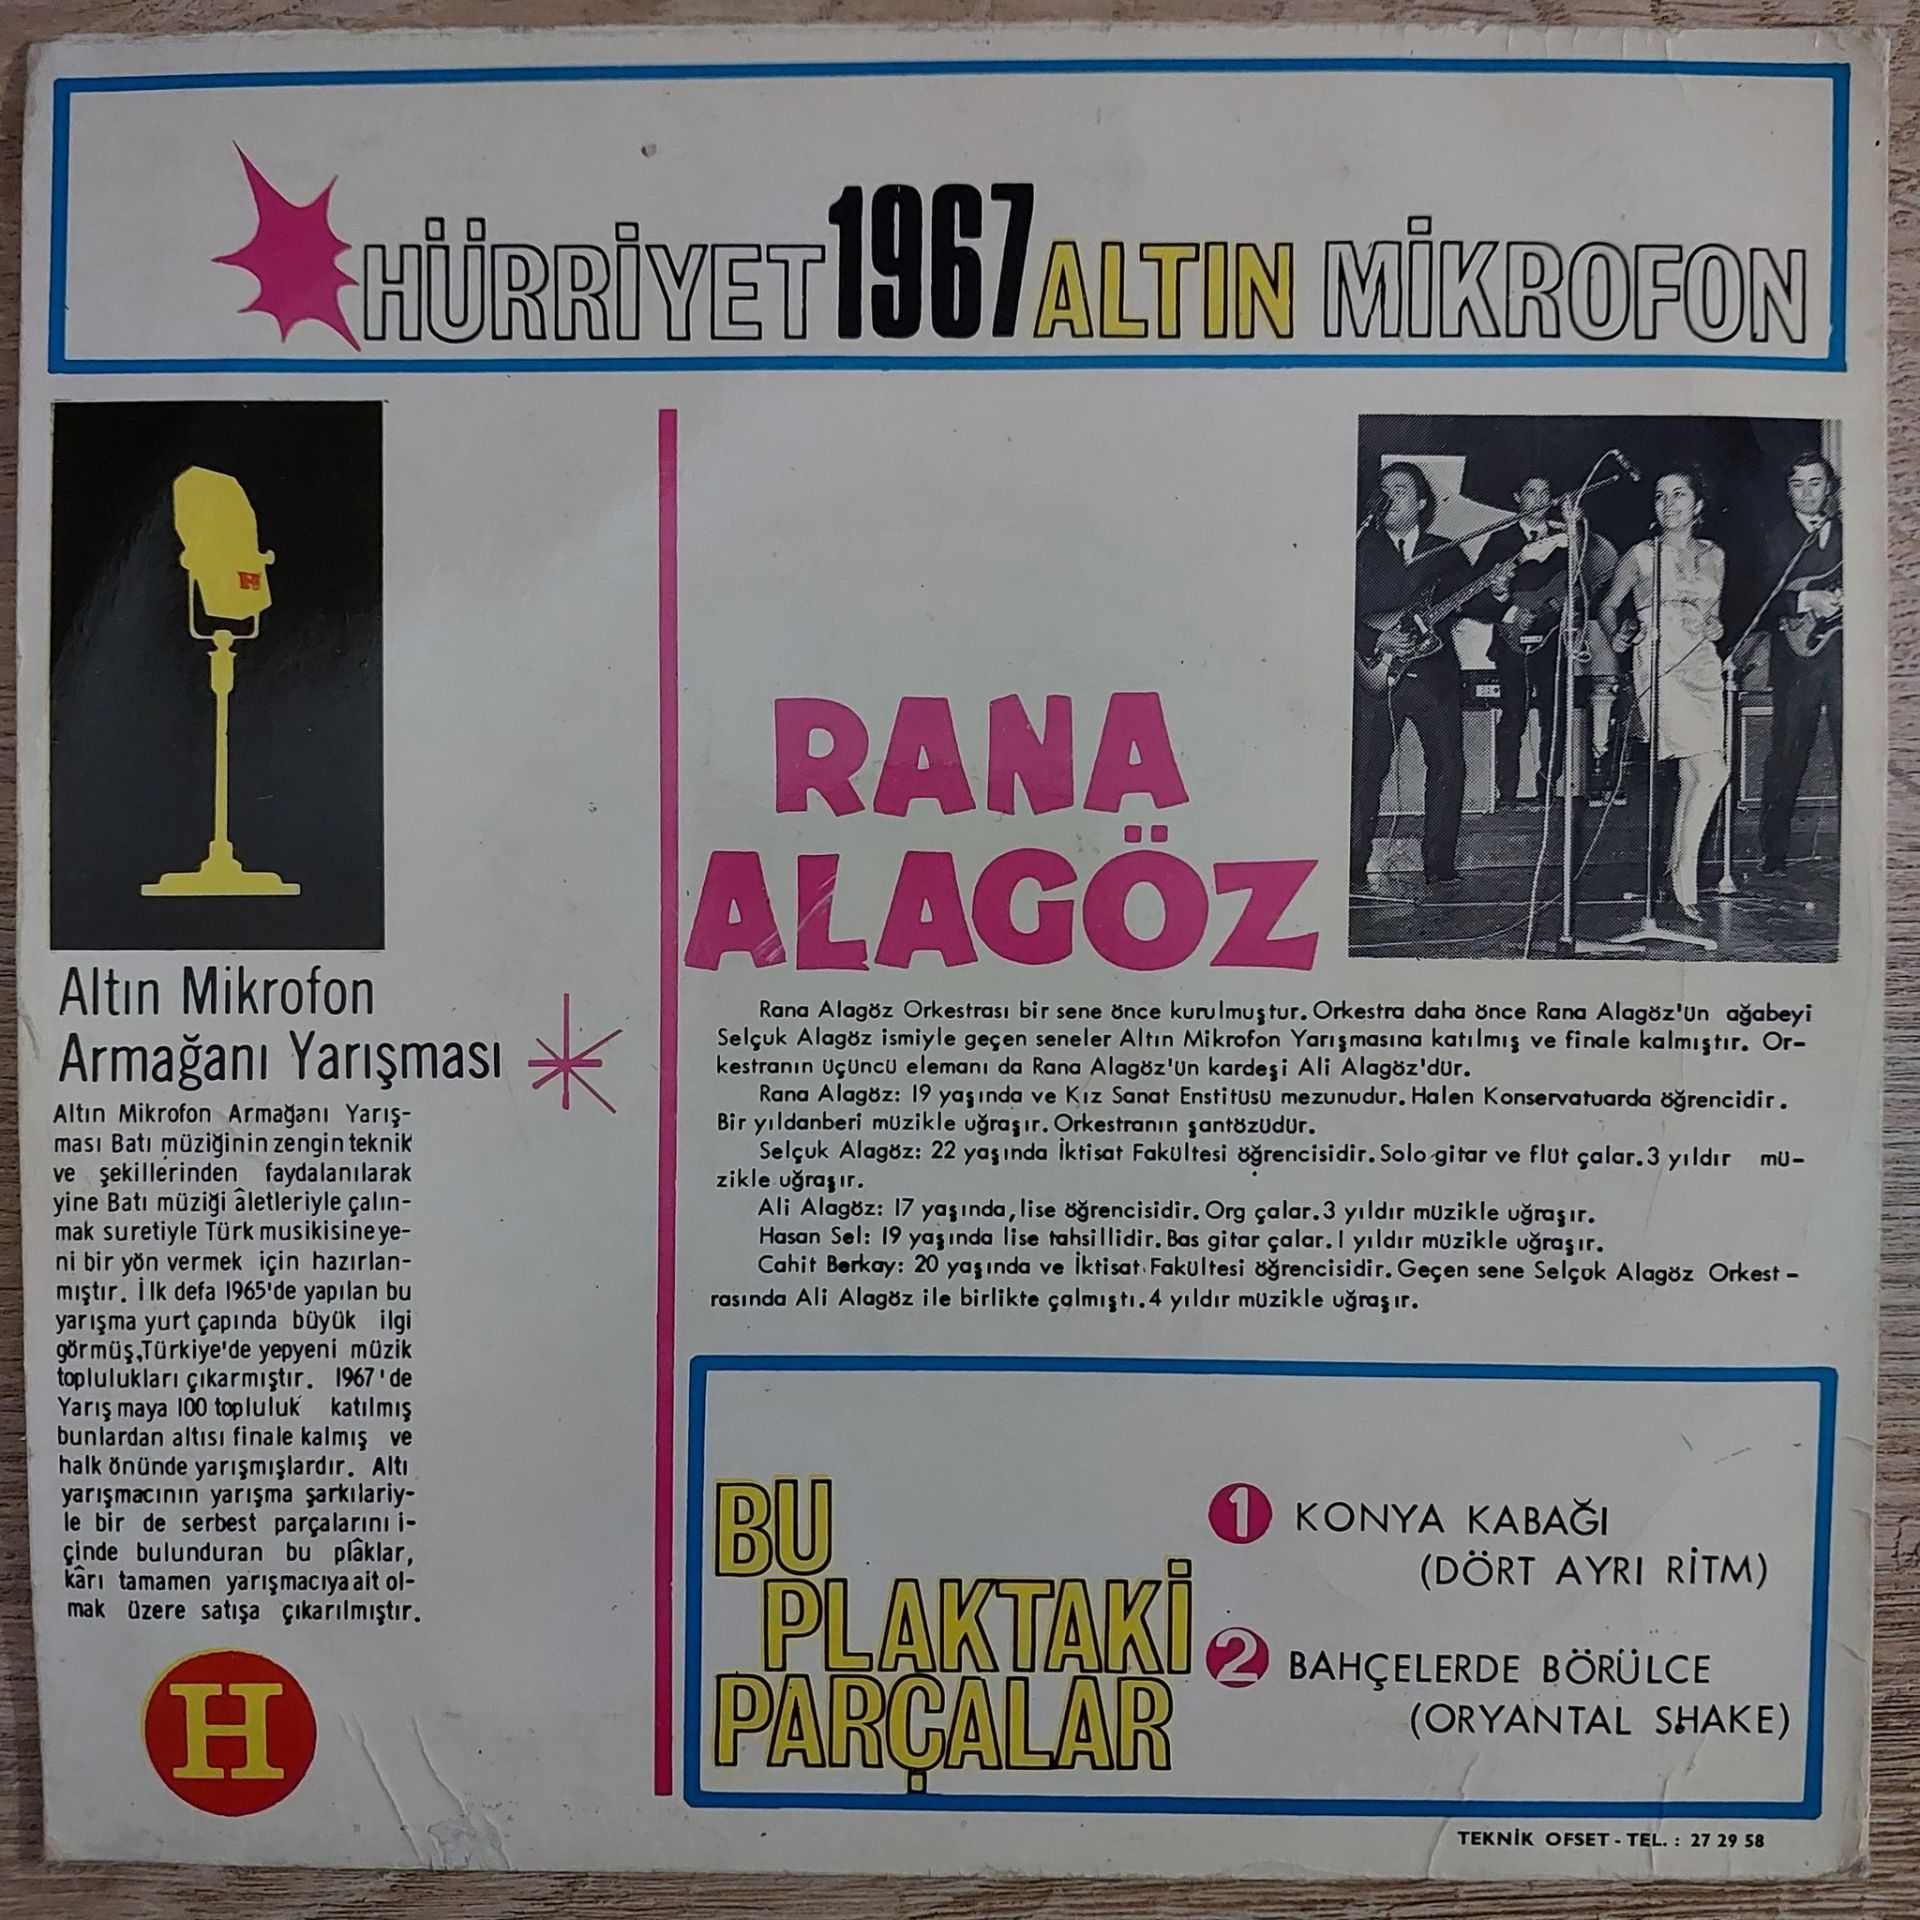 HÜRRİYET 1967 ALTIN MİKROFON
H
Altın Mikrofon
Armağanı Yarışması
Altın Mikrofon Armağanı Yarış-
ması Batı müziğinin zengin teknik
ve şekillerinden faydalanılarak
yine Batı müziği âletleriyle çalın-
mak suretiyle Türk musikisine ye-
ni bir yön vermek için hazırlan-
mıştır. İlk defa 1965'de yapılan bu
yarışma yurt çapında büyük ilgi
görmüş,Türkiye'de yepyeni müzik
toplulukları çıkarmıştır. 1967'de
Yarışmaya 100 topluluk katılmış
bunlardan altısı finale kalmış ve
halk önünde yarışmışlardır. Altı
yarışmacının yarışma şarkılariy-
le bir de serbest parçalarını i-
çinde bulunduran bu plâklar,
kârı tamamen yarışmacıya ait ol-
mak üzere satışa çıkarılmıştır.
H
RANA
ALAGÖZ
Rana Alagöz Orkestrası bir sene önce kurulmuştur. Orkestra daha önce Rana Alagöz'ün ağabeyi
Selçuk Alagöz ismiyle geçen seneler Altın Mikrofon Yarışmasına katılmış ve finale kalmıştır. Or-
kestranın üçüncü elemanı da Rana Alagöz'ün kardeşi Ali Alagöz'dür.
Rana Alagöz: 19 yaşında ve Kız Sanat Enstitüsü mezunudur. Halen Konservatuarda öğrencidir.
Bir yıldanberi müzikle uğraşır. Orkestranın şantözüdür.
Selçuk Alagöz: 22 yaşında İktisat Fakültesi öğrencisidir. Solo gitar ve flüt çalar. 3 yıldır mü-
zikle uğraşır.
Ali Alagöz: 17 yaşında, lise öğrencisidir. Org çalar. 3 yıldır müzikle uğraşır.
Hasan Sel: 19 yaşında lise tahsillidir. Bas gitar çalar. 1 yıldır müzikle uğraşır.
Cahit Berkay: 20 yaşında ve İktisat Fakültesi öğrencisidir. Geçen sene Selçuk Alagöz Orkest-
rasında Ali Alagöz ile birlikte çalmıştı. 4 yıldır müzikle uğraşır.
BU
PLAKTAKİ
PARÇALAR
1 KONYA KABAĞI
(DÖRT AYRI RİTM)
2 BAHÇELERDE BÖRÜLCE
(ORYANTAL SHAKE)
TEKNİK OFSET - TEL. : 27 29 58